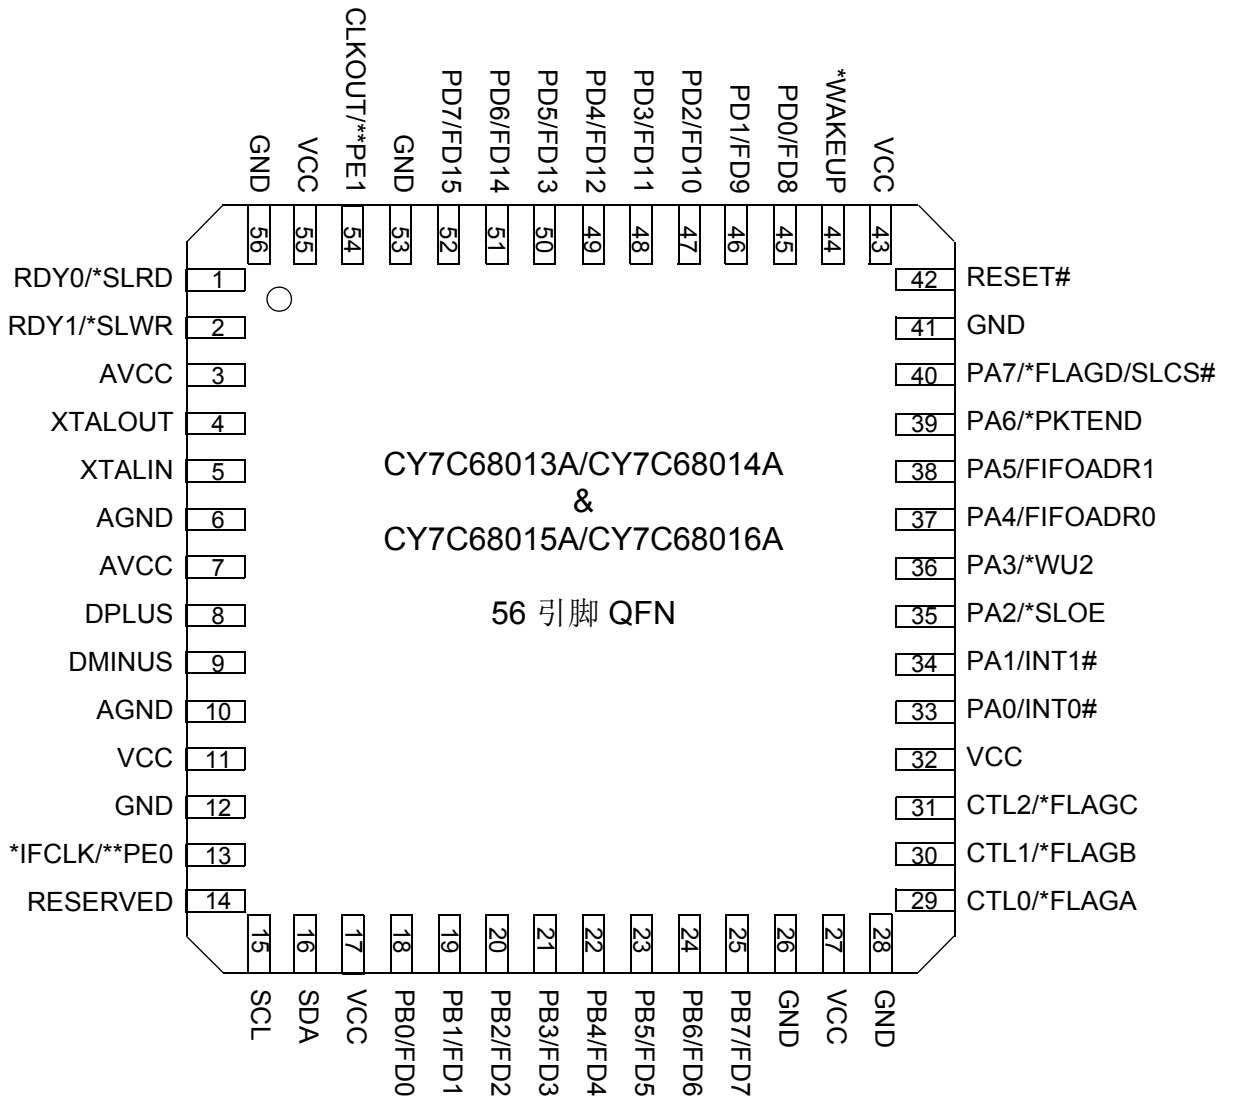 CLKOUT/**PE1
GND
VCC
GND
PD7/FD15
PD6/FD14
PD5/FD13
PD4/FD12
PD3/FD11
PD2/FD10
PD1/FD9
PD0/FD8
*WAKEUP
VCC
56
55
54
53
52
51
50
49
48
47
46
45
44
43
RDY0/*SLRD 1
RDY1/*SLWR 2
AVCC 3
XTALOUT 4
XTALIN 5
AGND 6
AVCC 7
DPLUS 8
DMINUS 9
AGND 10
VCC 11
GND 12
*IFCLK/**PE0 13
RESERVED 14
CY7C68013A/CY7C68014A
&
CY7C68015A/CY7C68016A
56 引脚 QFN
42 RESET#
41 GND
40 PA7/*FLAGD/SLCS#
39 PA6/*PKTEND
38 PA5/FIFOADR1
37 PA4/FIFOADR0
36 PA3/*WU2
35 PA2/*SLOE
34 PA1/INT1#
33 PA0/INT0#
32 VCC
31 CTL2/*FLAGC
30 CTL1/*FLAGB
29 CTL0/*FLAGA
15
16
17
18
19
20
21
22
23
24
25
26
27
28
SCL
SDA
VCC
PB0/FD0
PB1/FD1
PB2/FD2
PB3/FD3
PB4/FD4
PB5/FD5
PB6/FD6
PB7/FD7
GND
VCC
GND